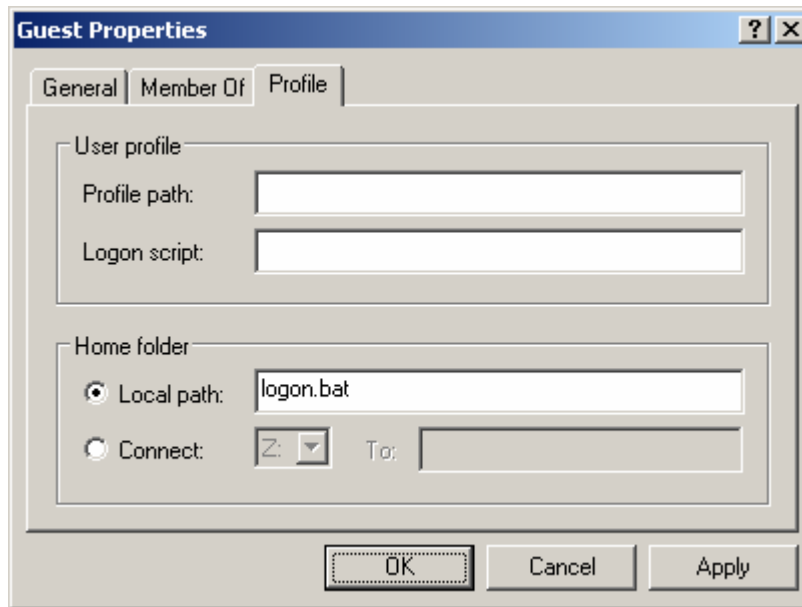 Guest Properties
General Member Of Profile
User profile
Profile path:
Logon script:
Home folder
Local path: logon.bat
Connect: Z: To:
OK Cancel Apply